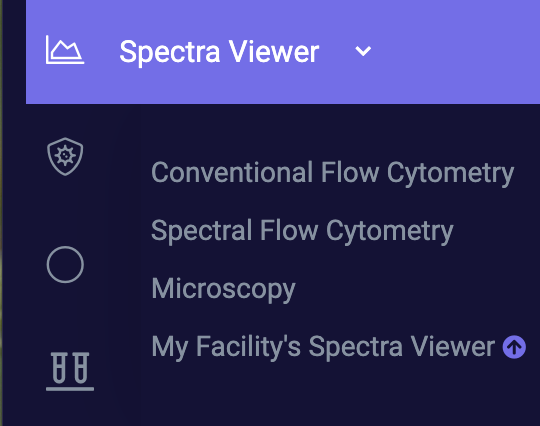 Spectra Viewer
Conventional Flow Cytometry
Spectral Flow Cytometry
Microscopy
My Facility's Spectra Viewer